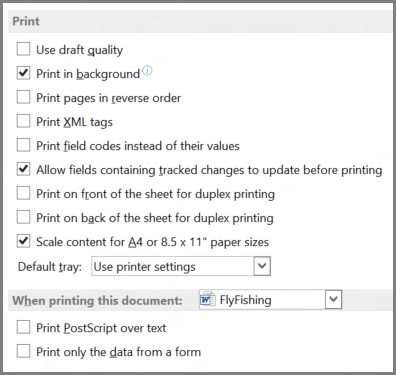 Print
Use draft quality
Print in background
Print pages in reverse order
Print XML tags
Print field codes instead of their values
Allow fields containing tracked changes to update before printing
Print on front of the sheet for duplex printing
Print on back of the sheet for duplex printing
Scale content for A4 or 8.5 x 11" paper sizes
Default tray: Use printer settings
When printing this document: FlyFishing
Print PostScript over text
Print only the data from a form